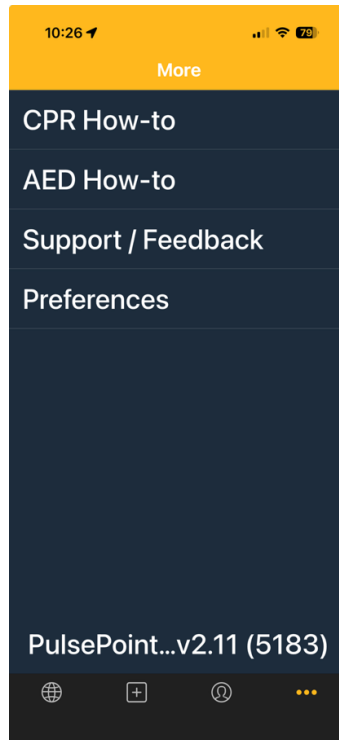 10:26
79
More
CPR How-to
AED How-to
Support / Feedback
Preferences
PulsePoint...v2.11 (5183)